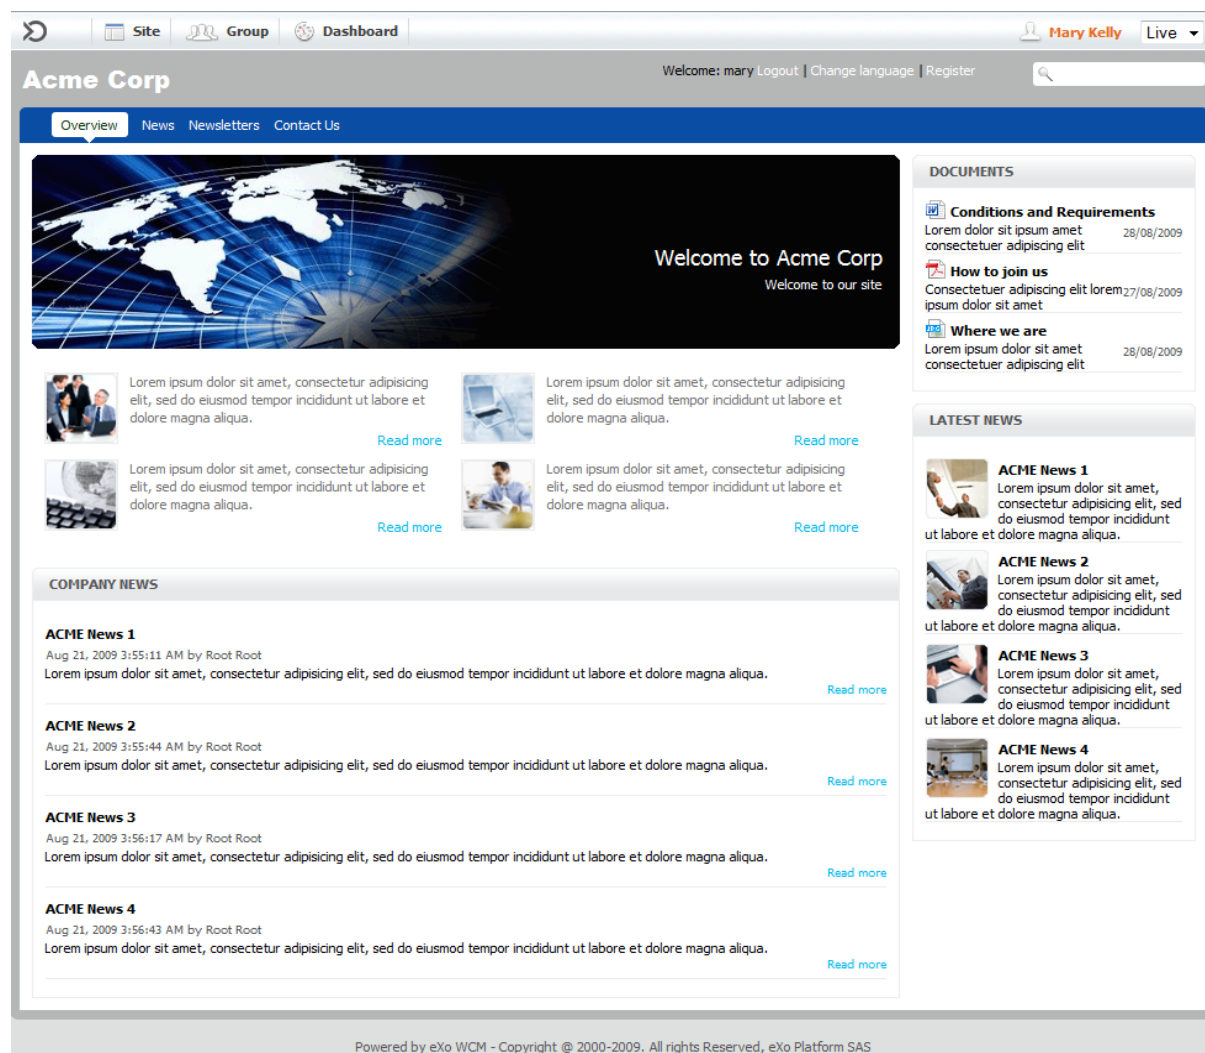 Site Group Dashboard Mary Kelly Live
Acme Corp
Welcome: mary Logout | Change language | Register
Overview News Newsletters Contact Us
Welcome to Acme Corp
Welcome to our site
Lorem ipsum dolor sit amet, consectetur adipisicing
elit, sed do eiusmod tempor incididunt ut labore et
dolore magna aliqua.
Read more
Lorem ipsum dolor sit amet, consectetur adipisicing
elit, sed do eiusmod tempor incididunt ut labore et
dolore magna aliqua.
Read more
Lorem ipsum dolor sit amet, consectetur adipisicing
elit, sed do eiusmod tempor incididunt ut labore et
dolore magna aliqua.
Read more
Lorem ipsum dolor sit amet, consectetur adipisicing
elit, sed do eiusmod tempor incididunt ut labore et
dolore magna aliqua.
Read more
COMPANY NEWS
ACME News 1
Aug 21, 2009 3:55:11 AM by Root Root
Lorem ipsum dolor sit amet, consectetur adipisicing elit, sed do eiusmod tempor incididunt ut labore et dolore magna aliqua.
Read more
ACME News 2
Aug 21, 2009 3:55:44 AM by Root Root
Lorem ipsum dolor sit amet, consectetur adipisicing elit, sed do eiusmod tempor incididunt ut labore et dolore magna aliqua.
Read more
ACME News 3
Aug 21, 2009 3:56:17 AM by Root Root
Lorem ipsum dolor sit amet, consectetur adipisicing elit, sed do eiusmod tempor incididunt ut labore et dolore magna aliqua.
Read more
ACME News 4
Aug 21, 2009 3:56:43 AM by Root Root
Lorem ipsum dolor sit amet, consectetur adipisicing elit, sed do eiusmod tempor incididunt ut labore et dolore magna aliqua.
Read more
DOCUMENTS
Conditions and Requirements
Lorem dolor sit ipsum amet 28/08/2009
consectetuer adipiscing elit
How to join us
Consectetuer adipiscing elit lorem 27/08/2009
ipsum dolor sit amet
Where we are
Lorem ipsum dolor sit amet 28/08/2009
consectetuer adipiscing elit
LATEST NEWS
ACME News 1
Lorem ipsum dolor sit amet,
consectetur adipisicing elit, sed
do eiusmod tempor incididunt
ut labore et dolore magna aliqua.
ACME News 2
Lorem ipsum dolor sit amet,
consectetur adipisicing elit, sed
do eiusmod tempor incididunt
ut labore et dolore magna aliqua.
ACME News 3
Lorem ipsum dolor sit amet,
consectetur adipisicing elit, sed
do eiusmod tempor incididunt
ut labore et dolore magna aliqua.
ACME News 4
Lorem ipsum dolor sit amet,
consectetur adipisicing elit, sed
do eiusmod tempor incididunt
ut labore et dolore magna aliqua.
Powered by eXo WCM - Copyright @ 2000-2009. All rights Reserved, eXo Platform SAS